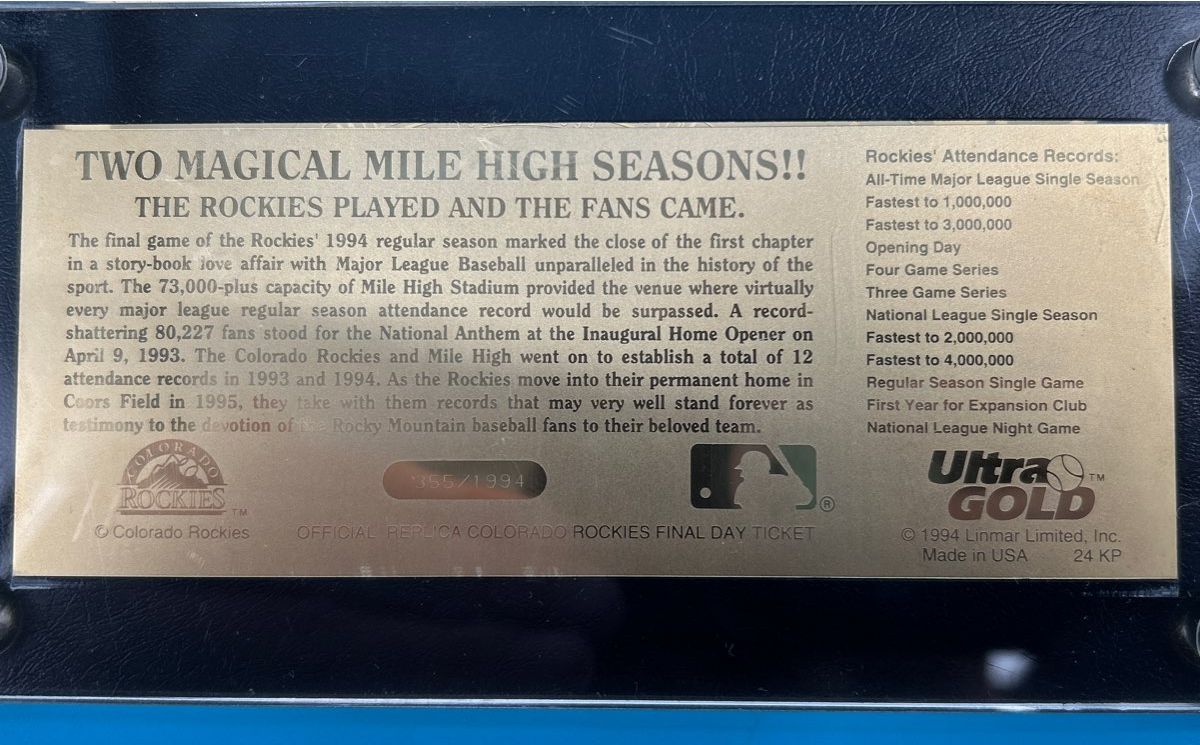 TWO MAGICAL MILE HIGH SEASONS!!
THE ROCKIES PLAYED AND THE FANS CAME.
The final game of the Rockies' 1994 regular season marked the close of the first chapter
in a story-book love affair with Major League Baseball unparalleled in the history of the
sport. The 73,000-plus capacity of Mile High Stadium provided the venue where virtually
every major league regular season attendance record would be surpassed. A record-
shattering 80,227 fans stood for the National Anthem at the Inaugural Home Opener on
April 9, 1993. The Colorado Rockies and Mile High went on to establish a total of 12
attendance records in 1993 and 1994. As the Rockies move into their permanent home in
Coors Field in 1995, they take with them records that may very well stand forever as
testimony to the devotion of the Rocky Mountain baseball fans to their beloved team.
Rockies' Attendance Records:
All-Time Major League Single Season
Fastest to 1,000,000
Fastest to 3,000,000
Opening Day
Four Game Series
Three Game Series
National League Single Season
Fastest to 2,000,000
Fastest to 4,000,000
Regular Season Single Game
First Year for Expansion Club
National League Night Game
COLORADO
ROCKIES TM
© Colorado Rockies
355/1994
®
OFFICIAL REPLICA COLORADO ROCKIES FINAL DAY TICKET
Ultra TM
GOLD
© 1994 Linmar Limited, Inc.
Made in USA 24 KP